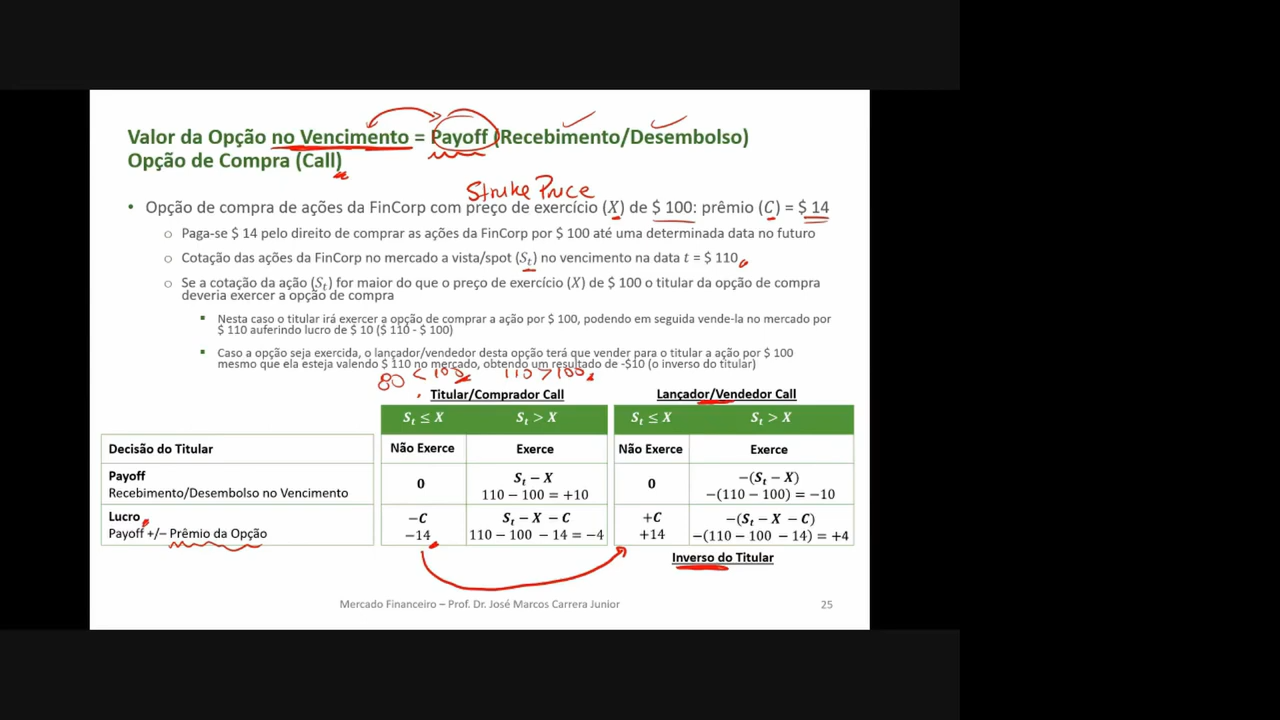 Valor da Opção no Vencimento = Payoff (Recebimento/Desembolso)
Opção de Compra (Call)
Strike Price
• Opção de compra de ações da FinCorp com preço de exercício (X) de $ 100: prêmio (C) = $ 14
o Paga-se $ 14 pelo direito de comprar as ações da FinCorp por $ 100 até uma determinada data no futuro
o Cotação das ações da FinCorp no mercado a vista/spot (Sₜ) no vencimento na data t = $ 110
o Se a cotação da ação (Sₜ) for maior do que o preço de exercício (X) de $ 100 o titular da opção de compra
deveria exercer a opção de compra
▪ Nesta caso o titular irá exercer a opção de comprar a ação por $ 100, podendo em seguida vende-la no mercado por
$ 110 auferindo lucro de $ 10 ($ 110 - $ 100)
▪ Caso a opção seja exercida, o lançador/vendedor desta opção terá que vender para o titular a ação por $ 100
mesmo que ela esteja valendo $ 110 no mercado, obtendo um resultado de -$10 (o inverso do titular)
80 < 100 110 > 100
Titular/Comprador Call Lançador/Vendedor Call
Sₜ ≤ X Sₜ > X Sₜ ≤ X Sₜ > X
Decisão do Titular Não Exerce Exerce Não Exerce Exerce
Payoff
Recebimento/Desembolso no Vencimento
0
Sₜ − X
110 − 100 = +10
0
−(Sₜ − X)
−(110 − 100) = −10
Lucro
Payoff +/− Prêmio da Opção
−C
−14
Sₜ − X − C
110 − 100 − 14 = −4
+C
+14
−(Sₜ − X − C)
−(110 − 100 − 14) = +4
Inverso do Titular
Mercado Financeiro – Prof. Dr. José Marcos Carrera Junior 25